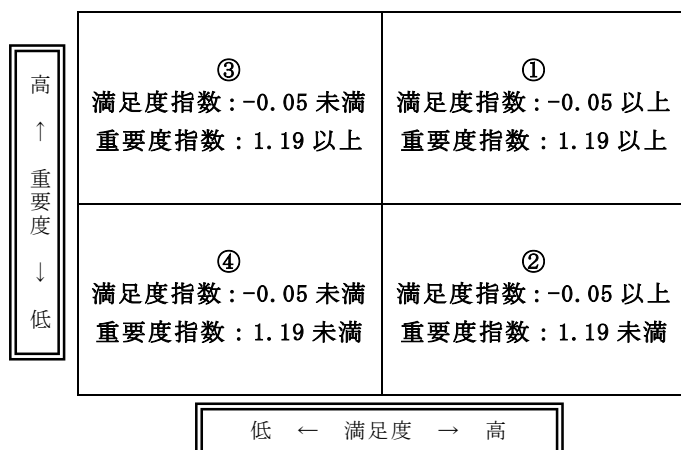 高 ↑ 重要度 ↓ 低
③
満足度指数:-0.05 未満
重要度指数:1.19 以上
①
満足度指数:-0.05 以上
重要度指数:1.19 以上
④
満足度指数:-0.05 未満
重要度指数:1.19 未満
②
満足度指数:-0.05 以上
重要度指数:1.19 未満
低 ← 満足度 → 高